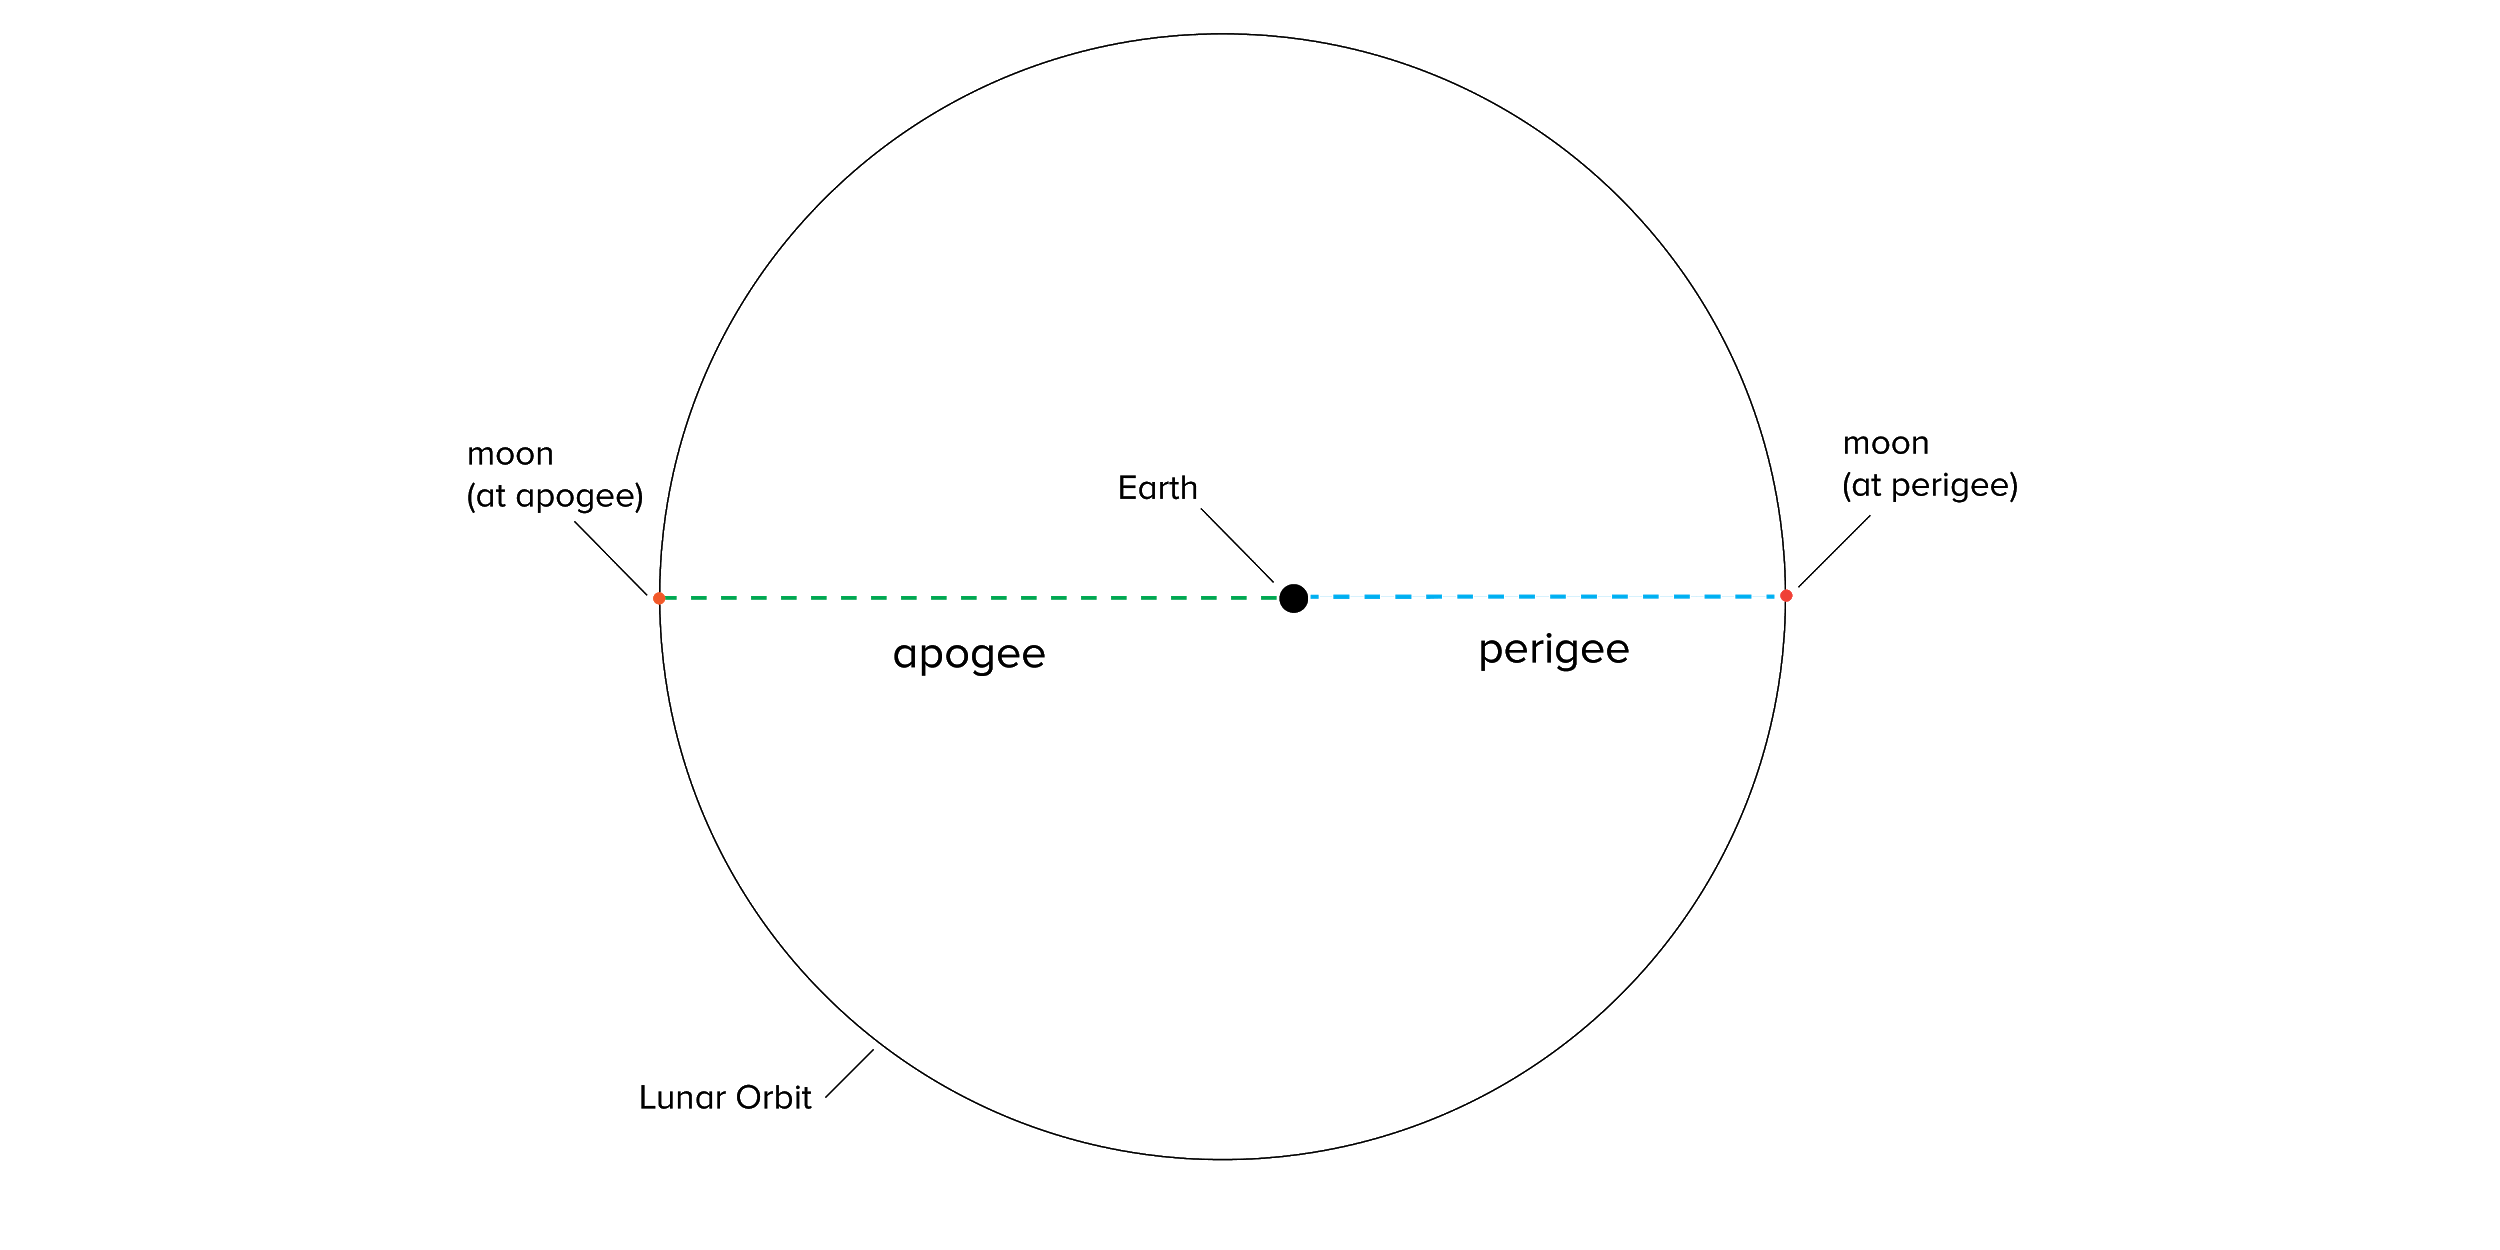 moon
(at apogee)
Earth
moon
(at perigee)
apogee
perigee
Lunar Orbit